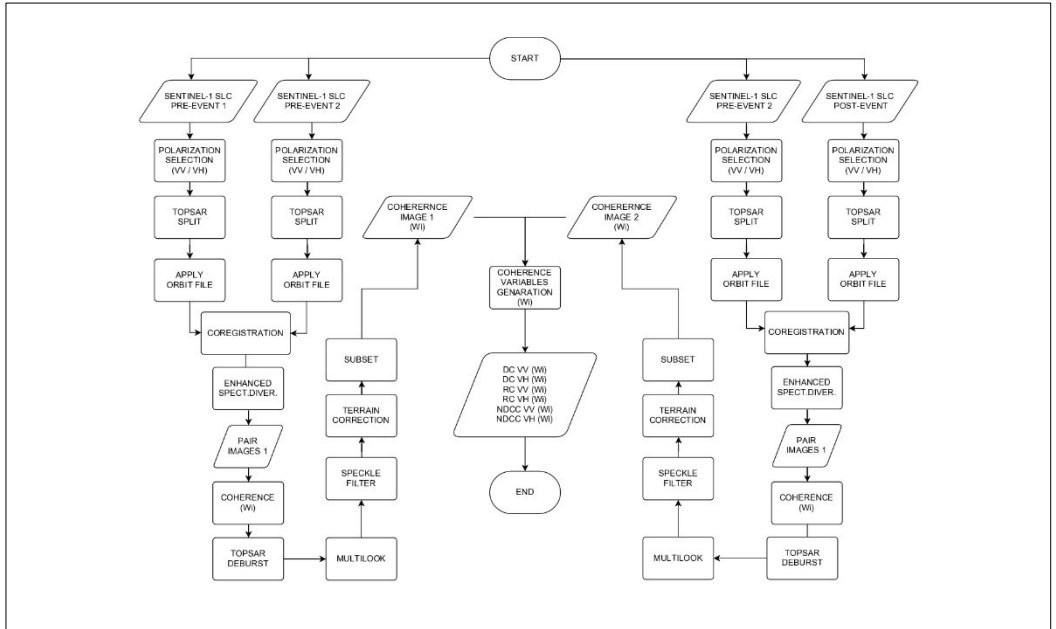 START
SENTINEL-1 SLC
PRE-EVENT 1
SENTINEL-1 SLC
PRE-EVENT 2
SENTINEL-1 SLC
PRE-EVENT 2
SENTINEL-1 SLC
POST-EVENT
POLARIZATION
SELECTION
(VV / VH)
POLARIZATION
SELECTION
(VV / VH)
POLARIZATION
SELECTION
(VV / VH)
POLARIZATION
SELECTION
(VV / VH)
TOPSAR
SPLIT
TOPSAR
SPLIT
COHERERNCE
IMAGE 1
(Wi)
COHERERNCE
IMAGE 2
(Wi)
TOPSAR
SPLIT
TOPSAR
SPLIT
APPLY
ORBIT FILE
APPLY
ORBIT FILE
COHERENCE
VARIABLES
GENARATION
(Wi)
APPLY
ORBIT FILE
APPLY
ORBIT FILE
COREGISTRATION
SUBSET
DC VV (Wi)
DC VH (Wi)
RC VV (Wi)
RC VH (Wi)
NDCC VV (Wi)
NDCC VH (Wi)
SUBSET
COREGISTRATION
ENHANCED
SPECT.DIVER.
TERRAIN
CORRECTION
TERRAIN
CORRECTION
ENHANCED
SPECT.DIVER.
PAIR
IMAGES 1
SPECKLE
FILTER
END
SPECKLE
FILTER
PAIR
IMAGES 1
COHERENCE
(Wi)
COHERENCE
(Wi)
TOPSAR
DEBURST
MULTILOOK
MULTILOOK
TOPSAR
DEBURST